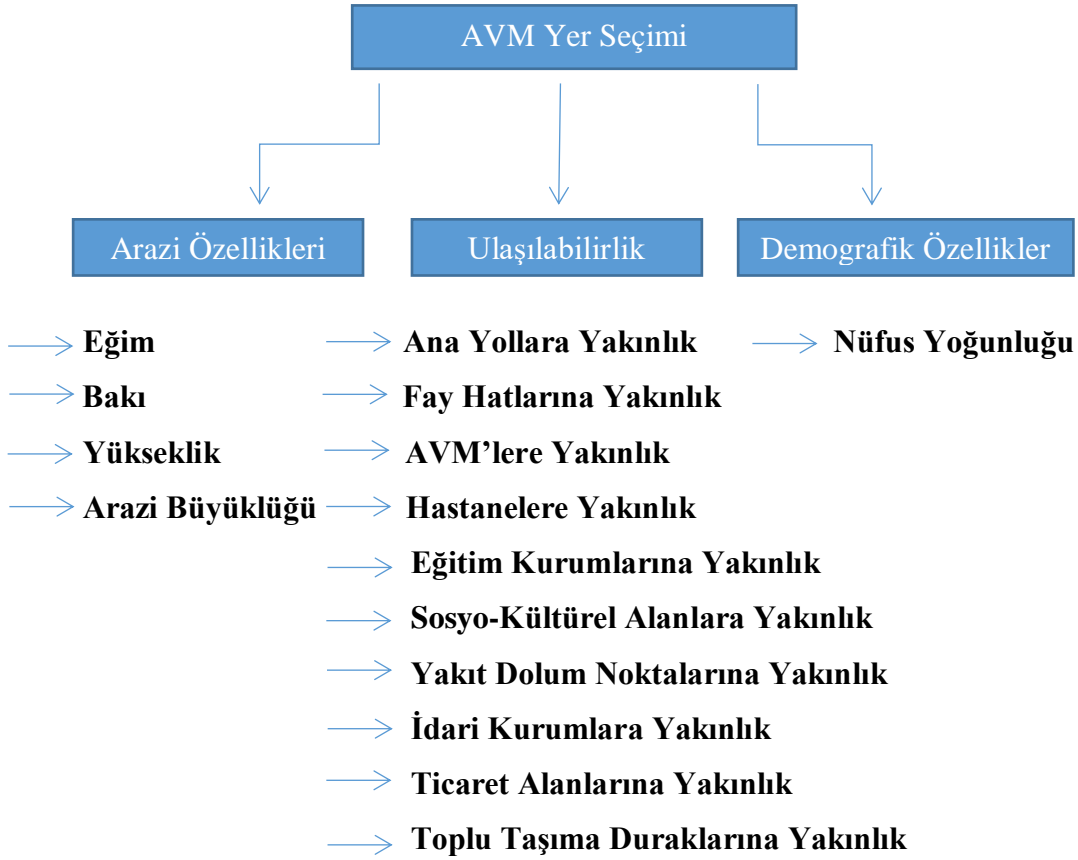 AVM Yer Seçimi
Arazi Özellikleri
Ulaşılabilirlik
Demografik Özellikler
Eğim
Bakı
Yükseklik
Arazi Büyüklüğü
Ana Yollara Yakınlık
Fay Hatlarına Yakınlık
AVM’lere Yakınlık
Hastanelere Yakınlık
Eğitim Kurumlarına Yakınlık
Sosyo-Kültürel Alanlara Yakınlık
Yakıt Dolum Noktalarına Yakınlık
İdari Kurumlara Yakınlık
Ticaret Alanlarına Yakınlık
Toplu Taşıma Duraklarına Yakınlık
Nüfus Yoğunluğu